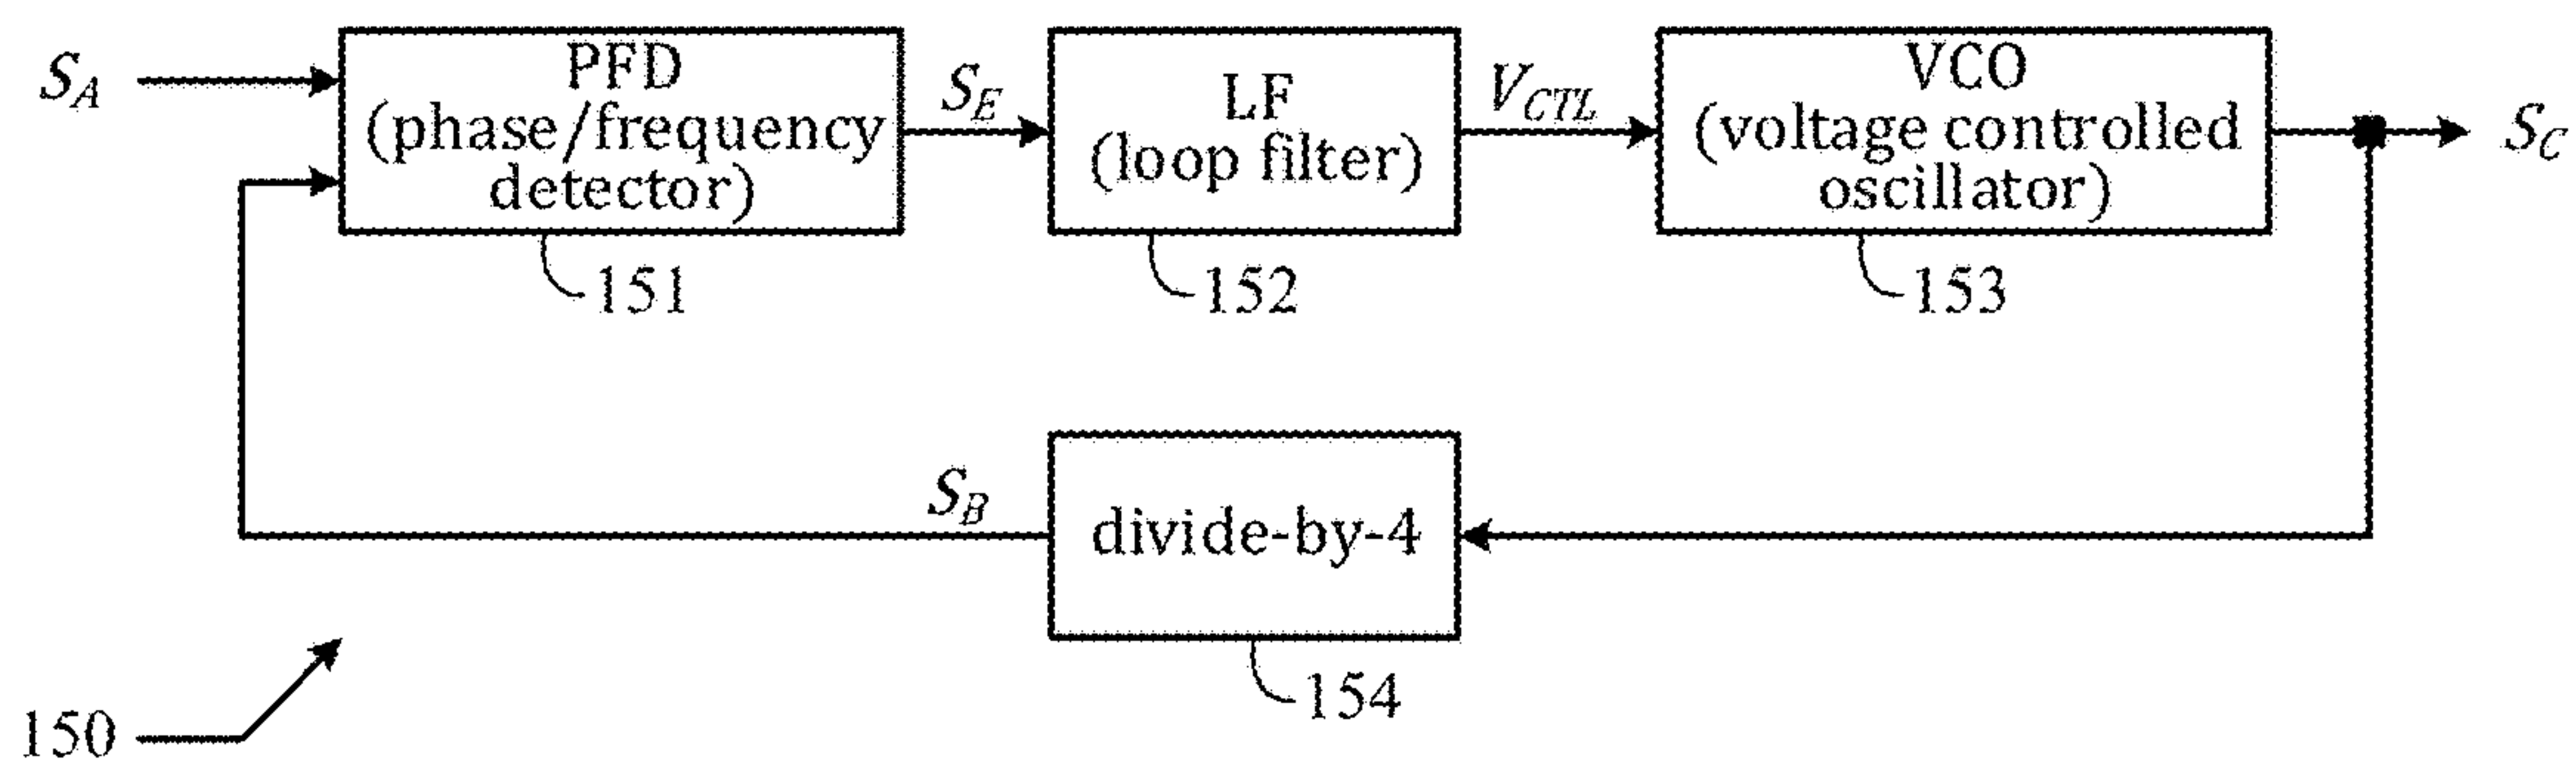 S_A
PFD
(phase/frequency
detector)
151
S_E
LF
(loop filter)
152
V_CTL
VCO
(voltage controlled
oscillator)
153
S_C
S_B
divide-by-4
154
150